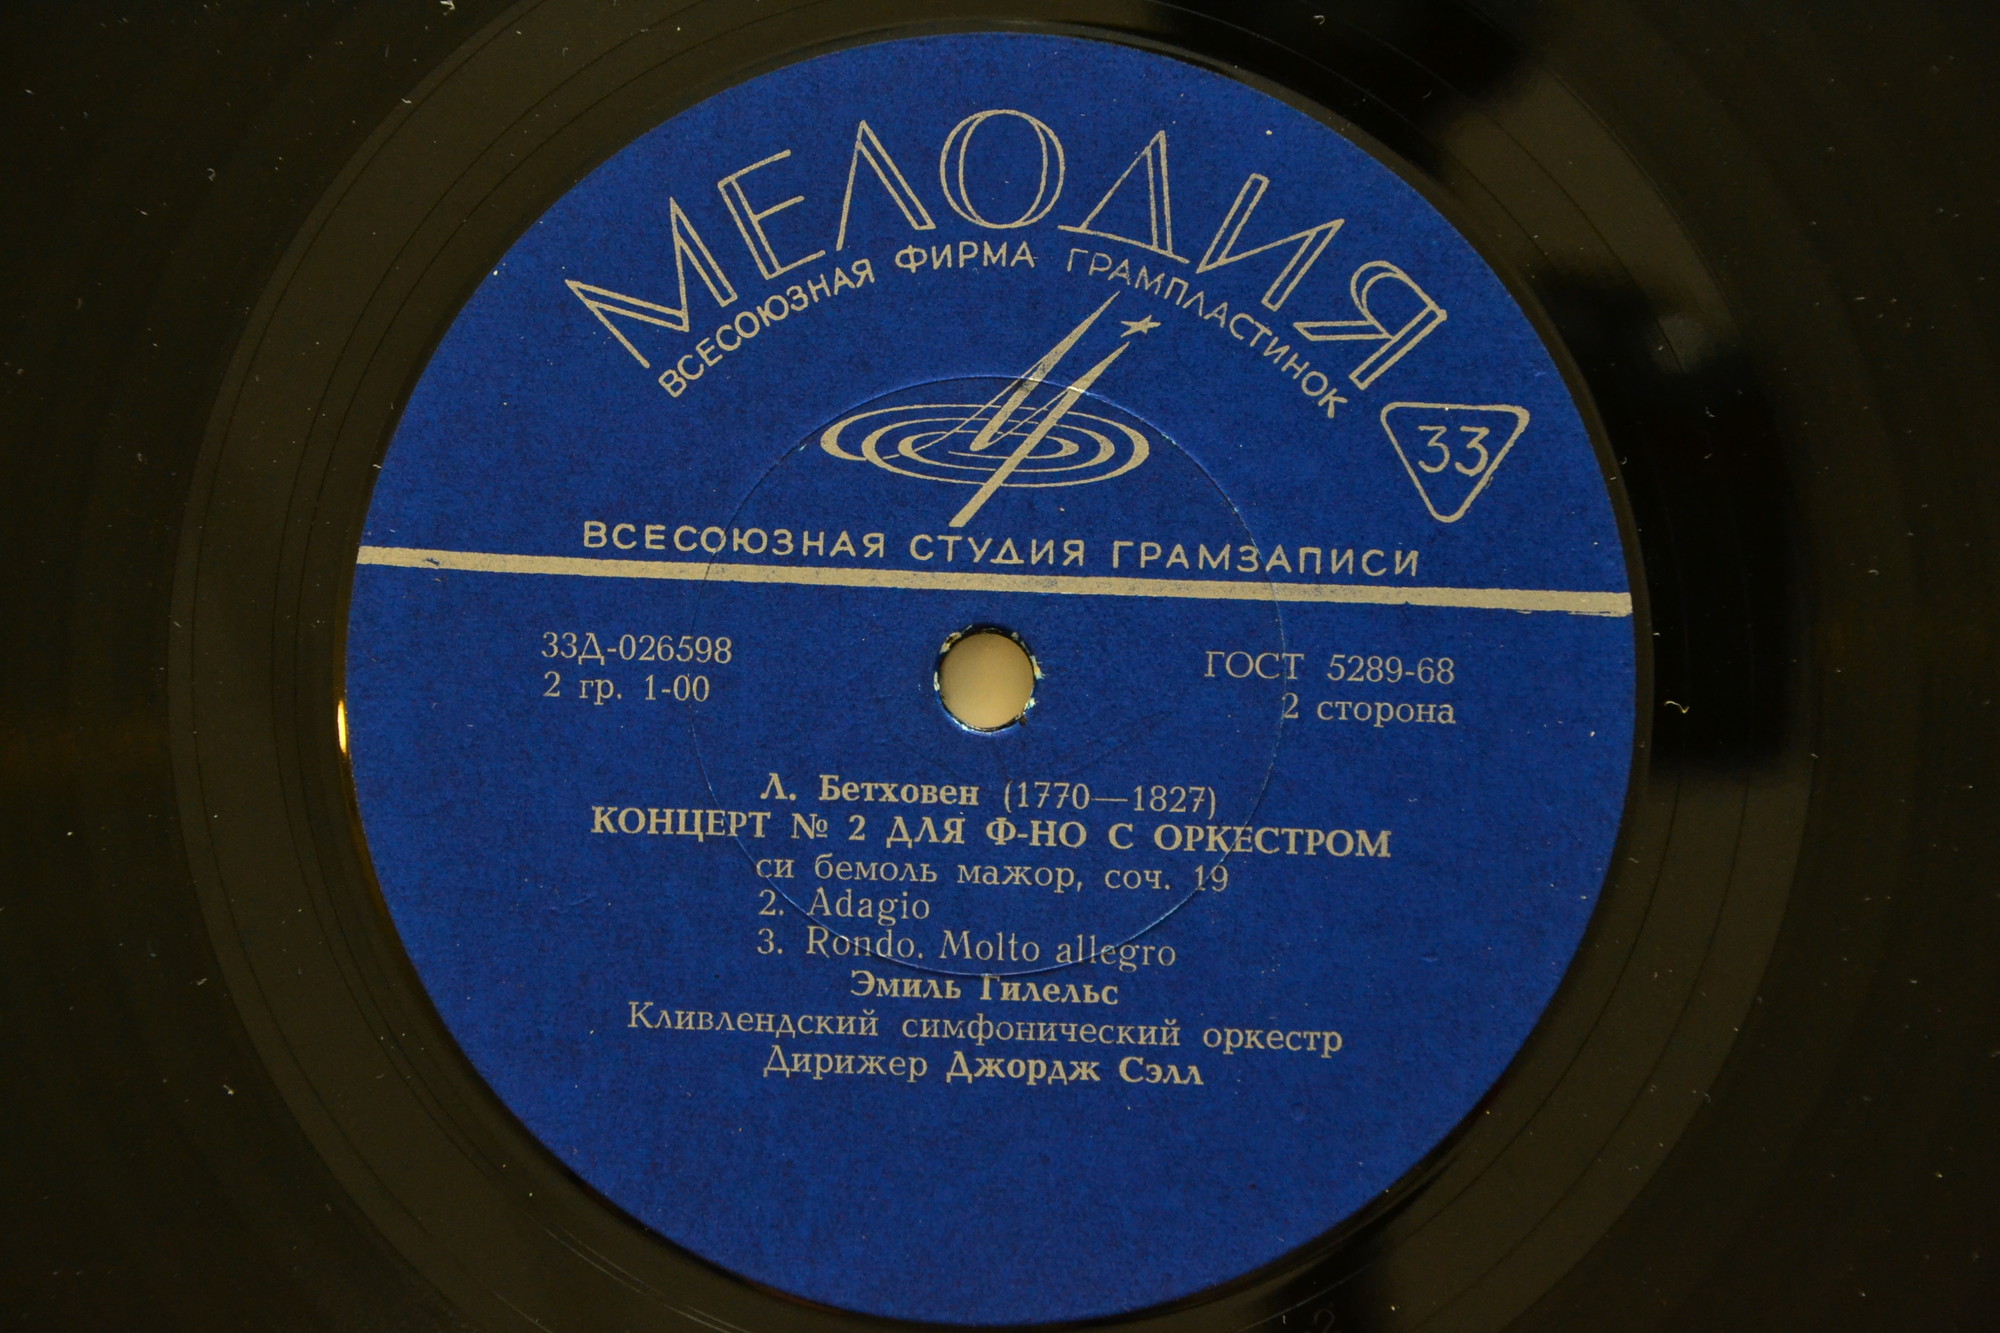 МЕЛОДИЯ
ВСЕСОЮЗНАЯ ФИРМА ГРАМПЛАСТИНОК
33
ВСЕСОЮЗНАЯ СТУДИЯ ГРАМЗАПИСИ
33Д-026598
2 гр. 1-00
ГОСТ 5289-68
2 сторона
Л. Бетховен (1770—1827)
КОНЦЕРТ № 2 ДЛЯ Ф-НО С ОРКЕСТРОМ
си бемоль мажор, соч. 19
2. Adagio
3. Rondo. Molto allegro
Эмиль Гилельс
Кливлендский симфонический оркестр
Дирижер Джордж Сэлл